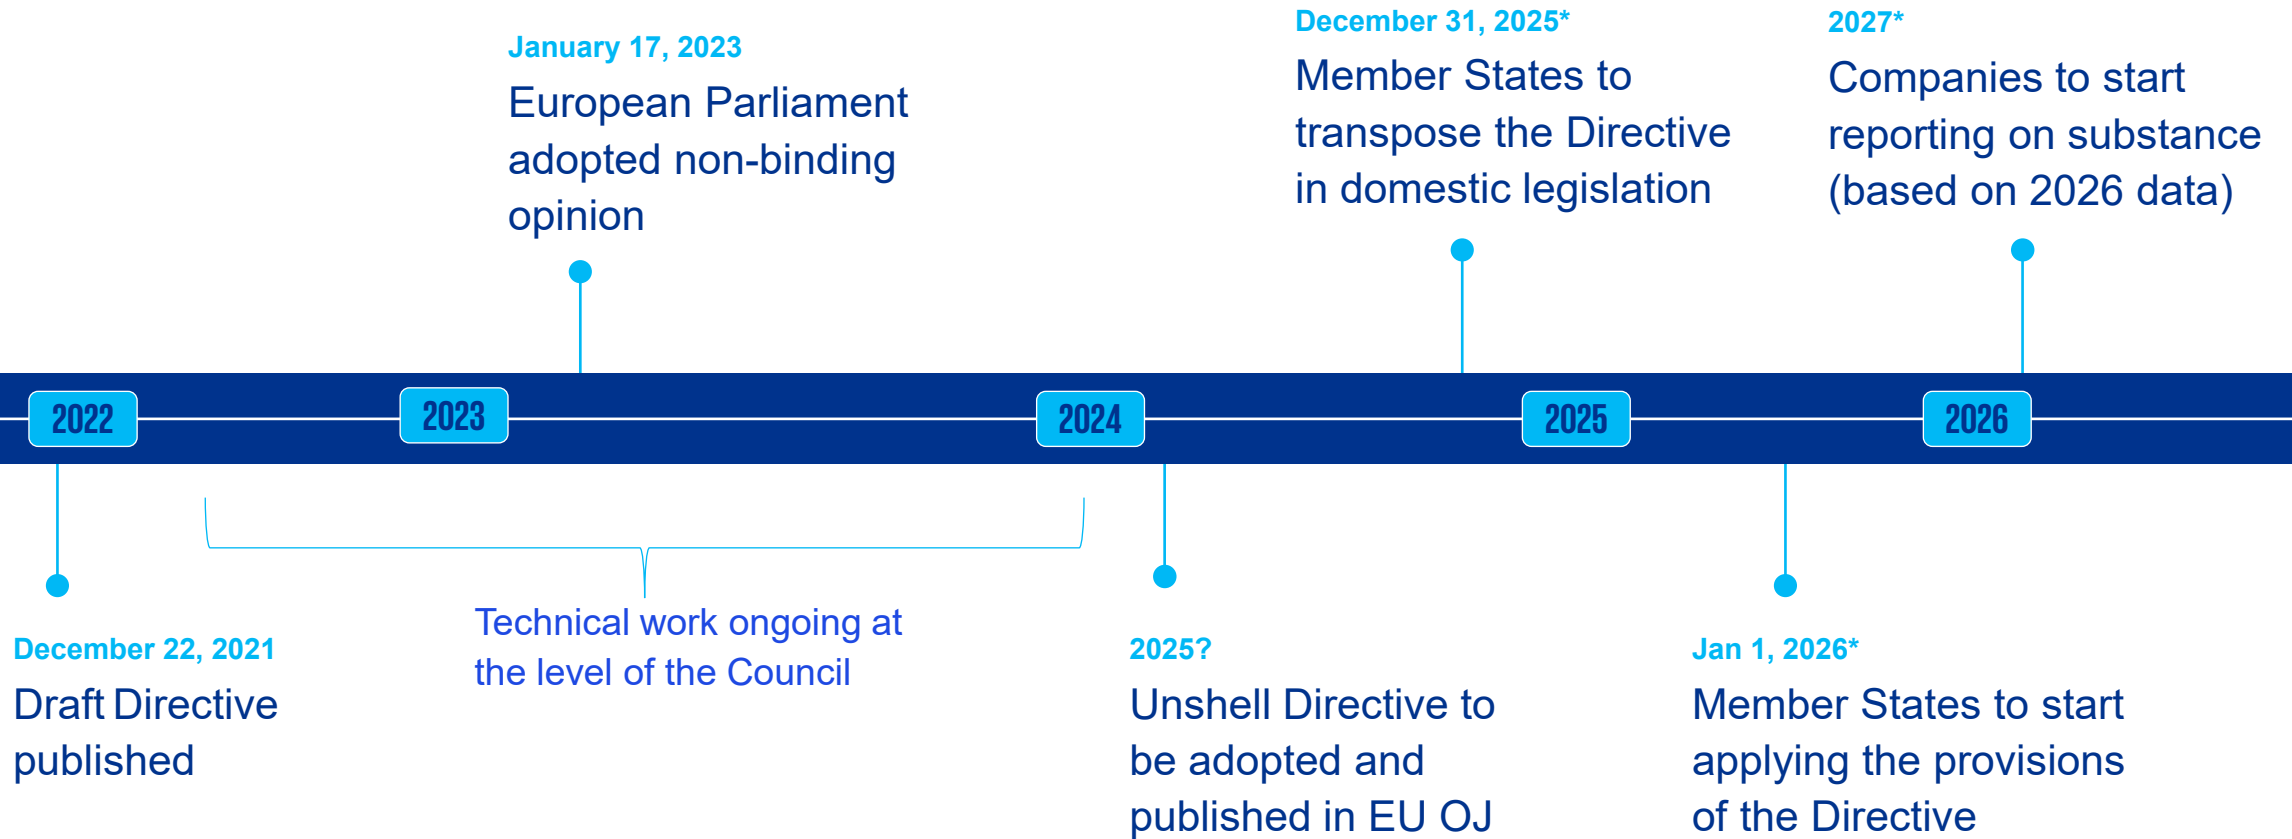 January 17, 2023
European Parliament
adopted non-binding
opinion
December 31, 2025*
Member States to
transpose the Directive
in domestic legislation
2027*
Companies to start
reporting on substance
(based on 2026 data)
2022
2023
2024
2025
2026
December 22, 2021
Draft Directive
published
Technical work ongoing at
the level of the Council
2025?
Unshell Directive to
be adopted and
published in EU OJ
Jan 1, 2026*
Member States to start
applying the provisions
of the Directive